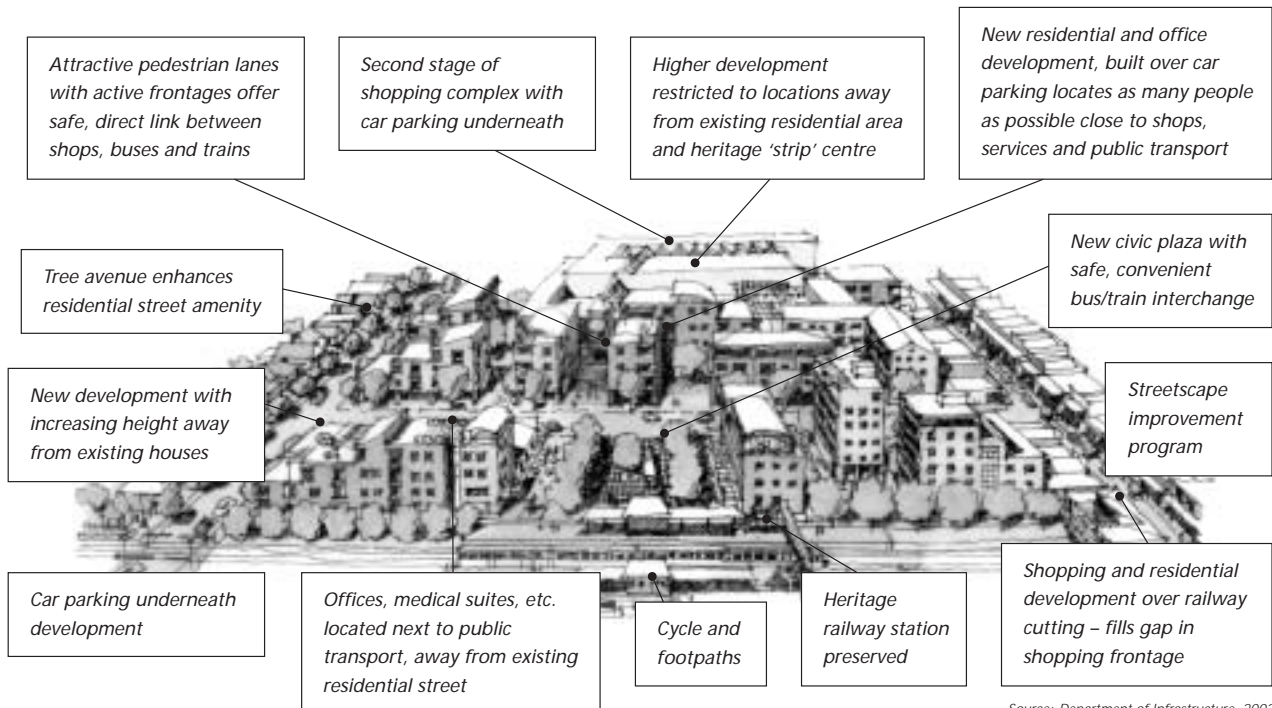 Attractive pedestrian lanes
with active frontages offer
safe, direct link between
shops, buses and trains
Second stage of
shopping complex with
car parking underneath
Higher development
restricted to locations away
from existing residential area
and heritage ‘strip’ centre
New residential and office
development, built over car
parking locates as many people
as possible close to shops,
services and public transport
Tree avenue enhances
residential street amenity
New civic plaza with
safe, convenient
bus/train interchange
New development with
increasing height away
from existing houses
Streetscape
improvement
program
Car parking underneath
development
Offices, medical suites, etc.
located next to public
transport, away from existing
residential street
Cycle and
footpaths
Heritage
railway station
preserved
Shopping and residential
development over railway
cutting – fills gap in
shopping frontage
Source: Department of Infrastructure, 2002